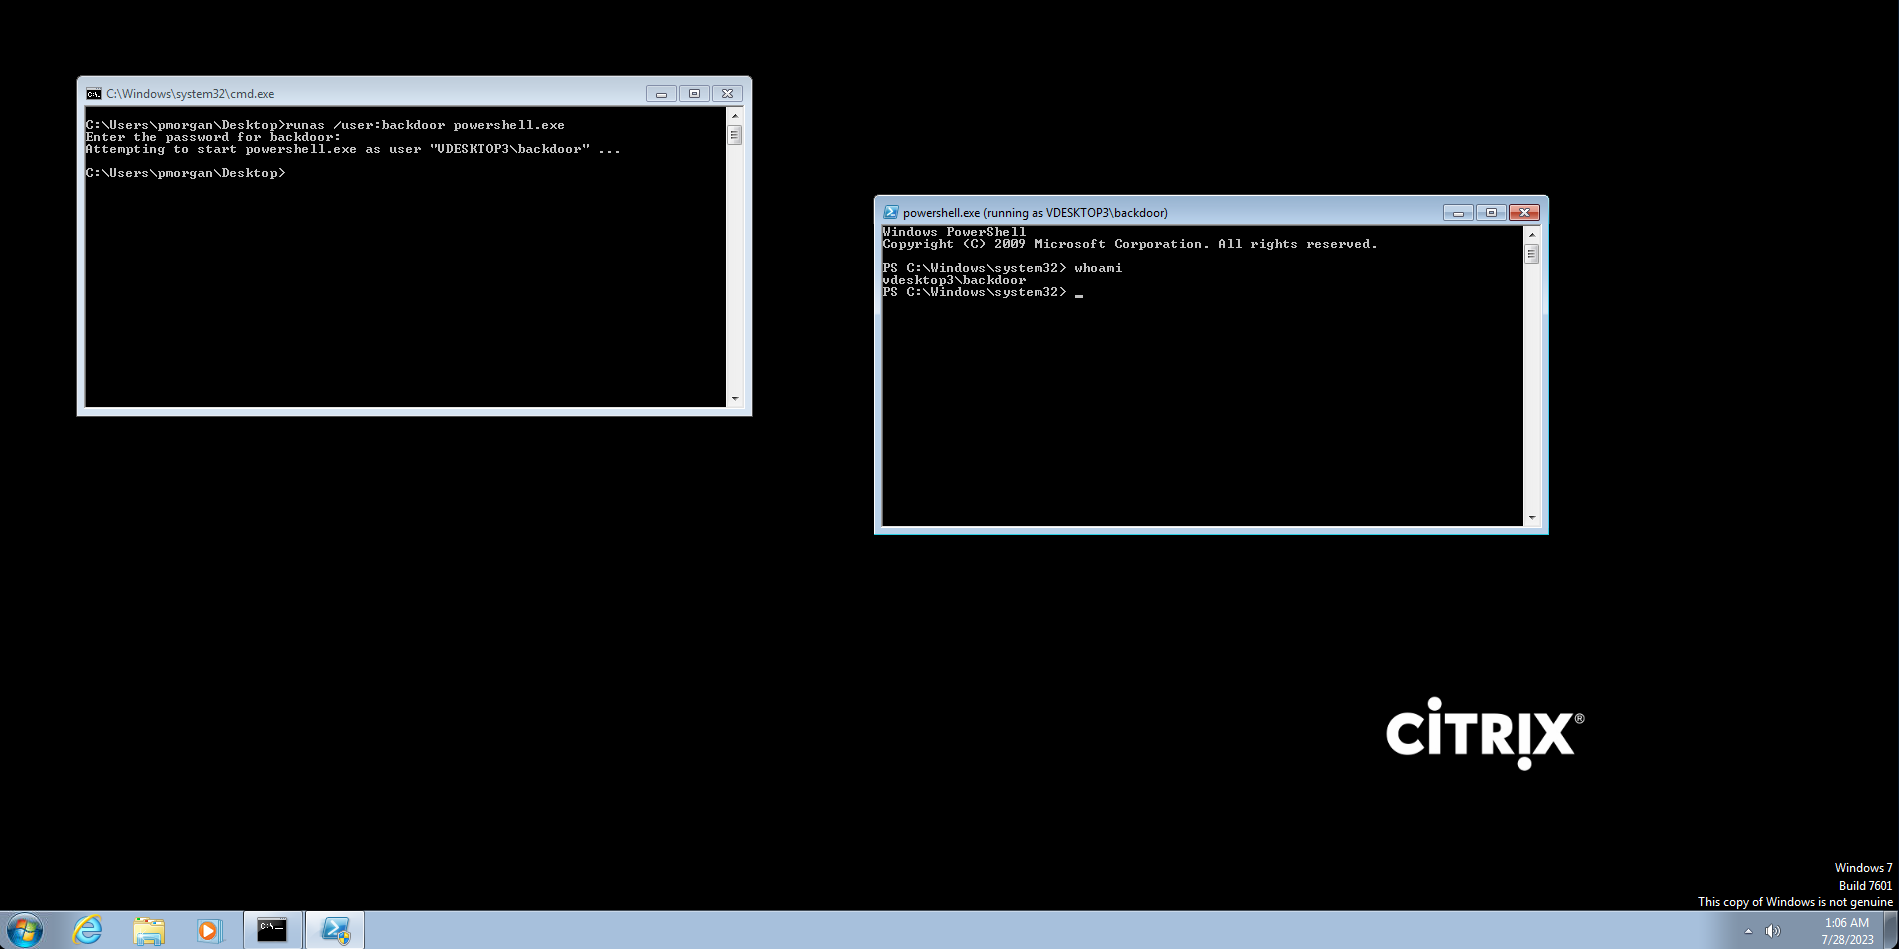 C:\Windows\system32\cmd.exe
C:\Users\pmorgan\Desktop>runas /user:backdoor powershell.exe
Enter the password for backdoor:
Attempting to start powershell.exe as user "VDESKTOP3\backdoor" ...
C:\Users\pmorgan\Desktop>
powershell.exe (running as VDESKTOP3\backdoor)
Windows PowerShell
Copyright (C) 2009 Microsoft Corporation. All rights reserved.
PS C:\Windows\system32> whoami
vdesktop3\backdoor
PS C:\Windows\system32> _
CiTRIX®
Windows 7
Build 7601
This copy of Windows is not genuine
1:06 AM
7/28/2023